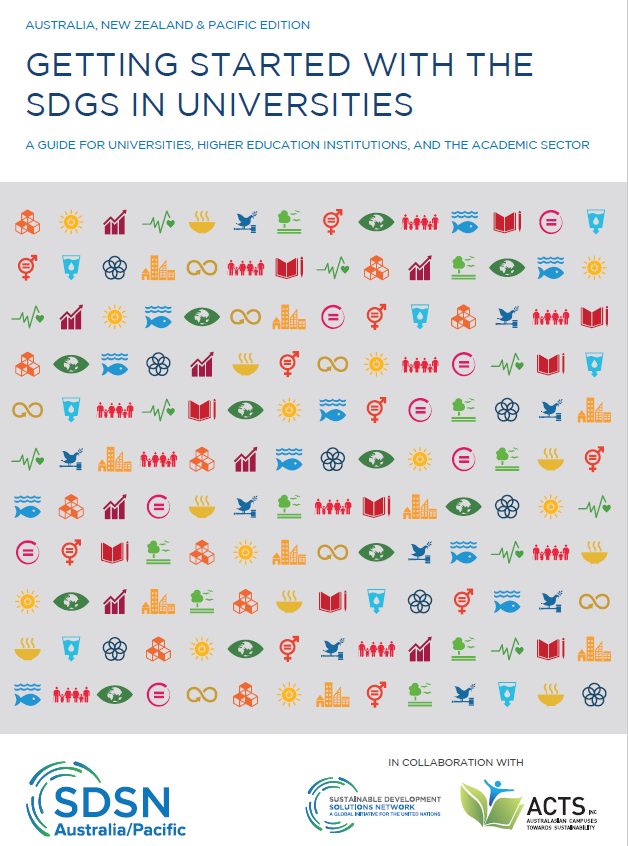 AUSTRALIA, NEW ZEALAND & PACIFIC EDITION
GETTING STARTED WITH THE
SDGS IN UNIVERSITIES
A GUIDE FOR UNIVERSITIES, HIGHER EDUCATION INSTITUTIONS, AND THE ACADEMIC SECTOR
IN COLLABORATION WITH
SDSN
Australia/Pacific
SUSTAINABLE DEVELOPMENT
SOLUTIONS NETWORK
A GLOBAL INITIATIVE FOR THE UNITED NATIONS
ACTS INC
AUSTRALASIAN CAMPUSES
TOWARDS SUSTAINABILITY